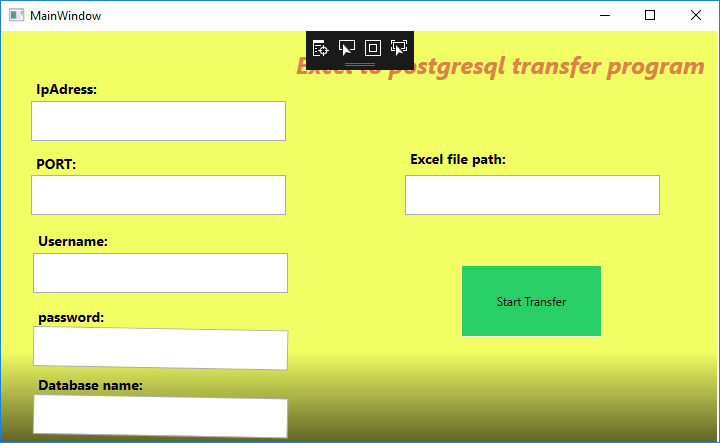 MainWindow
Excel to postgresql transfer program
IpAdress:
PORT:
Excel file path:
Username:
Start Transfer
password:
Database name: